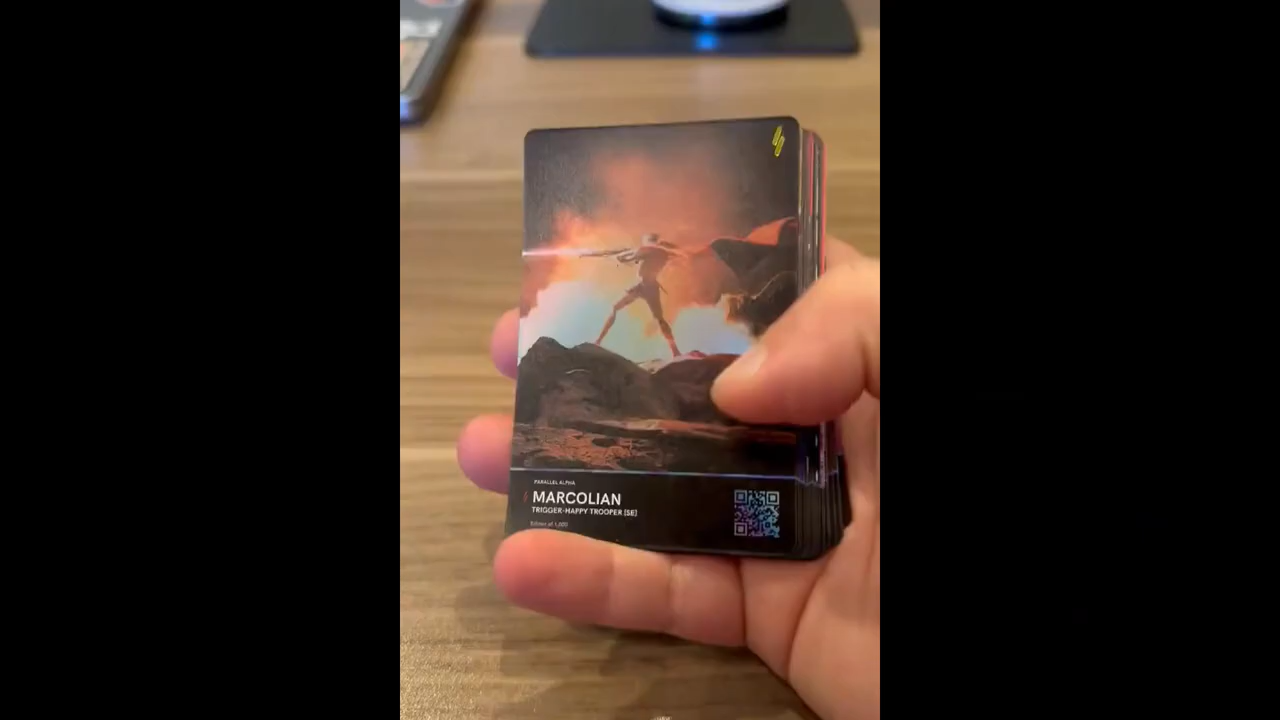 PARALLEL ALPHA
MARCOLIAN
TRIGGER-HAPPY TROOPER [SE]
Edition of 1,000